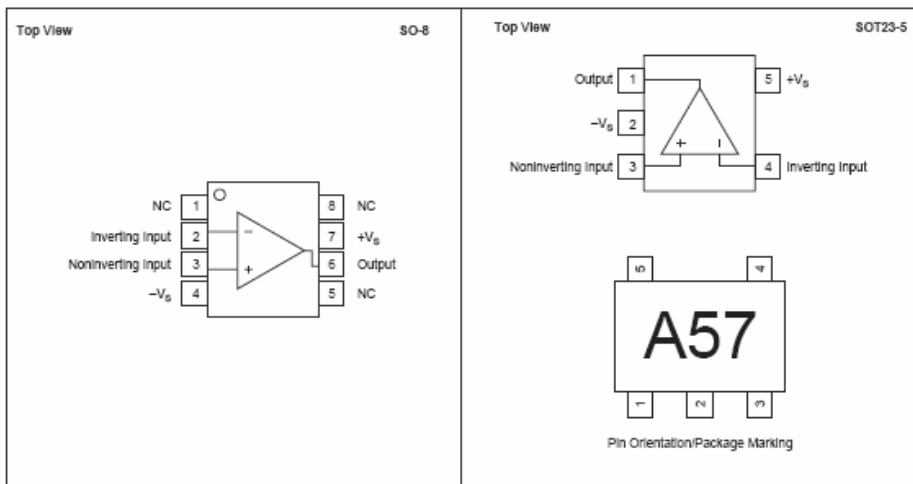 Top View SO-8
NC 1 8 NC
Inverting Input 2 − 7 +VS
Noninverting Input 3 + 6 Output
−VS 4 5 NC
Top View SOT23-5
Output 1 5 +VS
−VS 2
Noninverting Input 3 + − 4 Inverting Input
5 4
A57
1 2 3
Pin Orientation/Package Marking